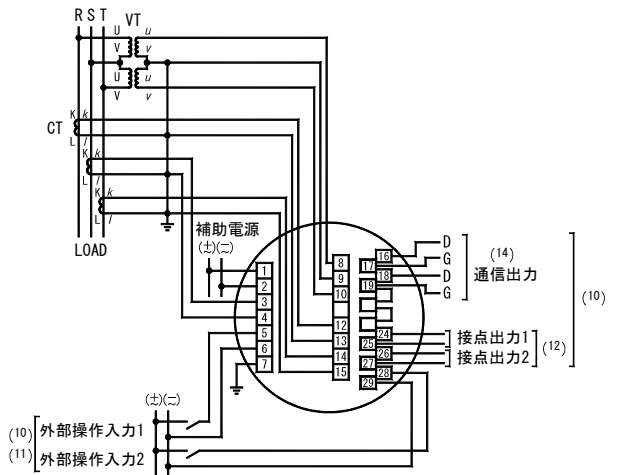 R S T
VT
U
u
V
v
U
u
V
v
K
k
CT
L
l
K
k
L
l
K
k
L
l
LOAD
補助電源
(±)(∓)
1
2
3
4
5
6
7
8
9
10
12
13
14
15
16
17
18
19
24
25
26
27
28
29
D
G
D
G
(14)
通信出力
(10)
接点出力1
接点出力2
(12)
(±)(∓)
(10)
外部操作入力1
(11)
外部操作入力2